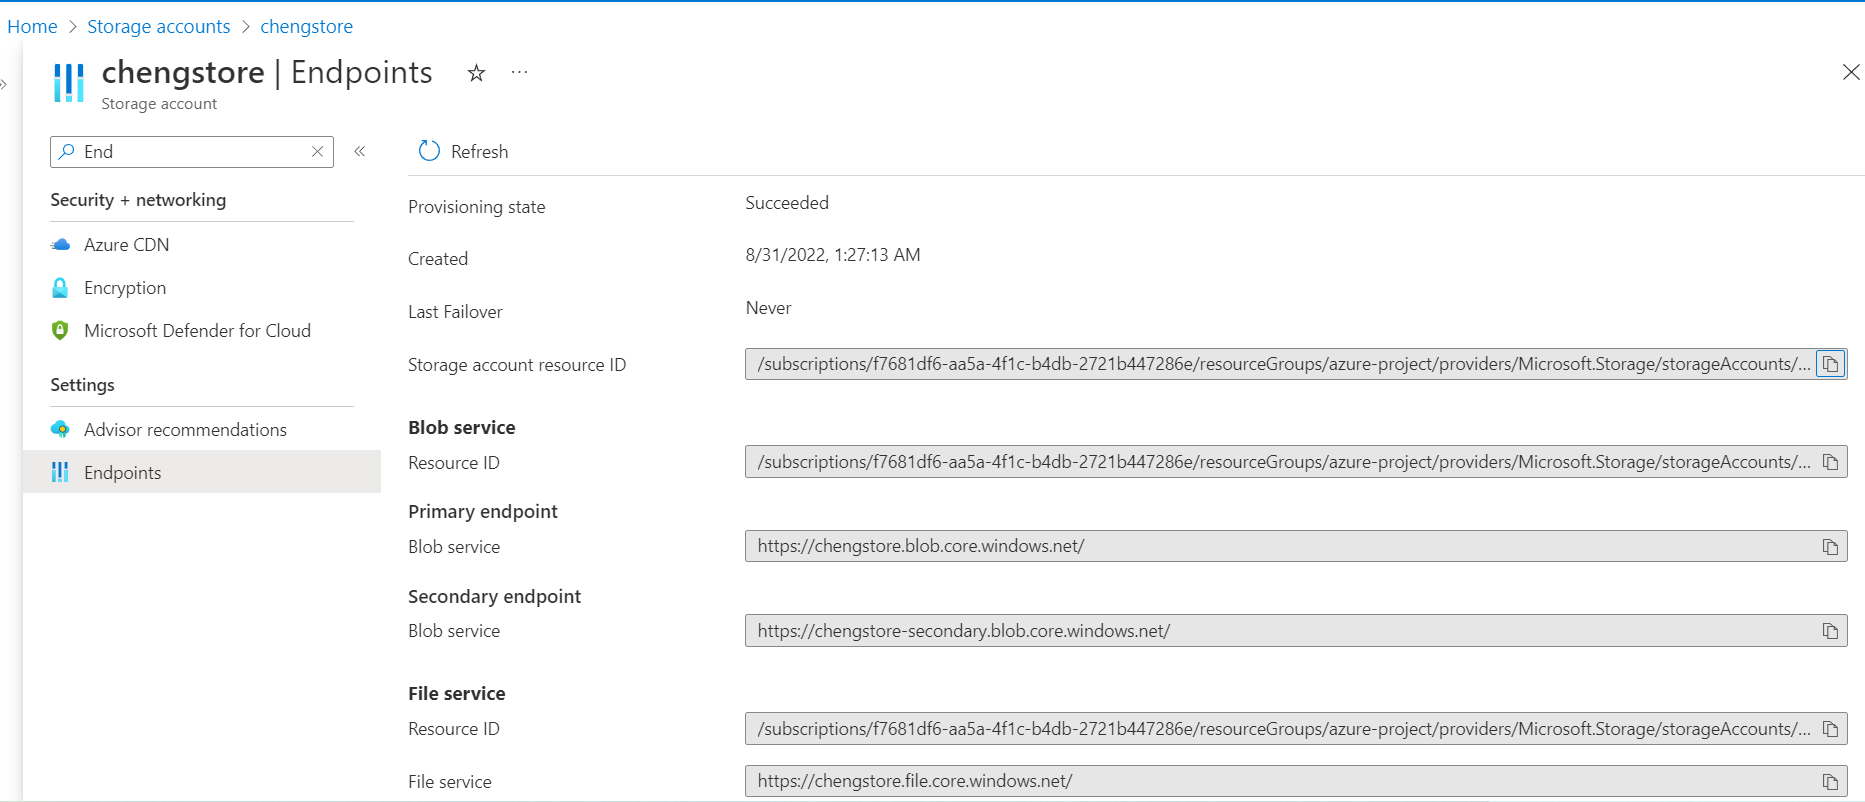 Home > Storage accounts > chengstore
chengstore | Endpoints
...
Storage account
End
Refresh
Security + networking
Azure CDN
Encryption
Microsoft Defender for Cloud
Settings
Advisor recommendations
Endpoints
Provisioning state
Succeeded
Created
8/31/2022, 1:27:13 AM
Last Failover
Never
Storage account resource ID
/subscriptions/f7681df6-aa5a-4f1c-b4db-2721b447286e/resourceGroups/azure-project/providers/Microsoft.Storage/storageAccounts/...
Blob service
Resource ID
/subscriptions/f7681df6-aa5a-4f1c-b4db-2721b447286e/resourceGroups/azure-project/providers/Microsoft.Storage/storageAccounts/...
Primary endpoint
Blob service
https://chengstore.blob.core.windows.net/
Secondary endpoint
Blob service
https://chengstore-secondary.blob.core.windows.net/
File service
Resource ID
/subscriptions/f7681df6-aa5a-4f1c-b4db-2721b447286e/resourceGroups/azure-project/providers/Microsoft.Storage/storageAccounts/...
File service
https://chengstore.file.core.windows.net/